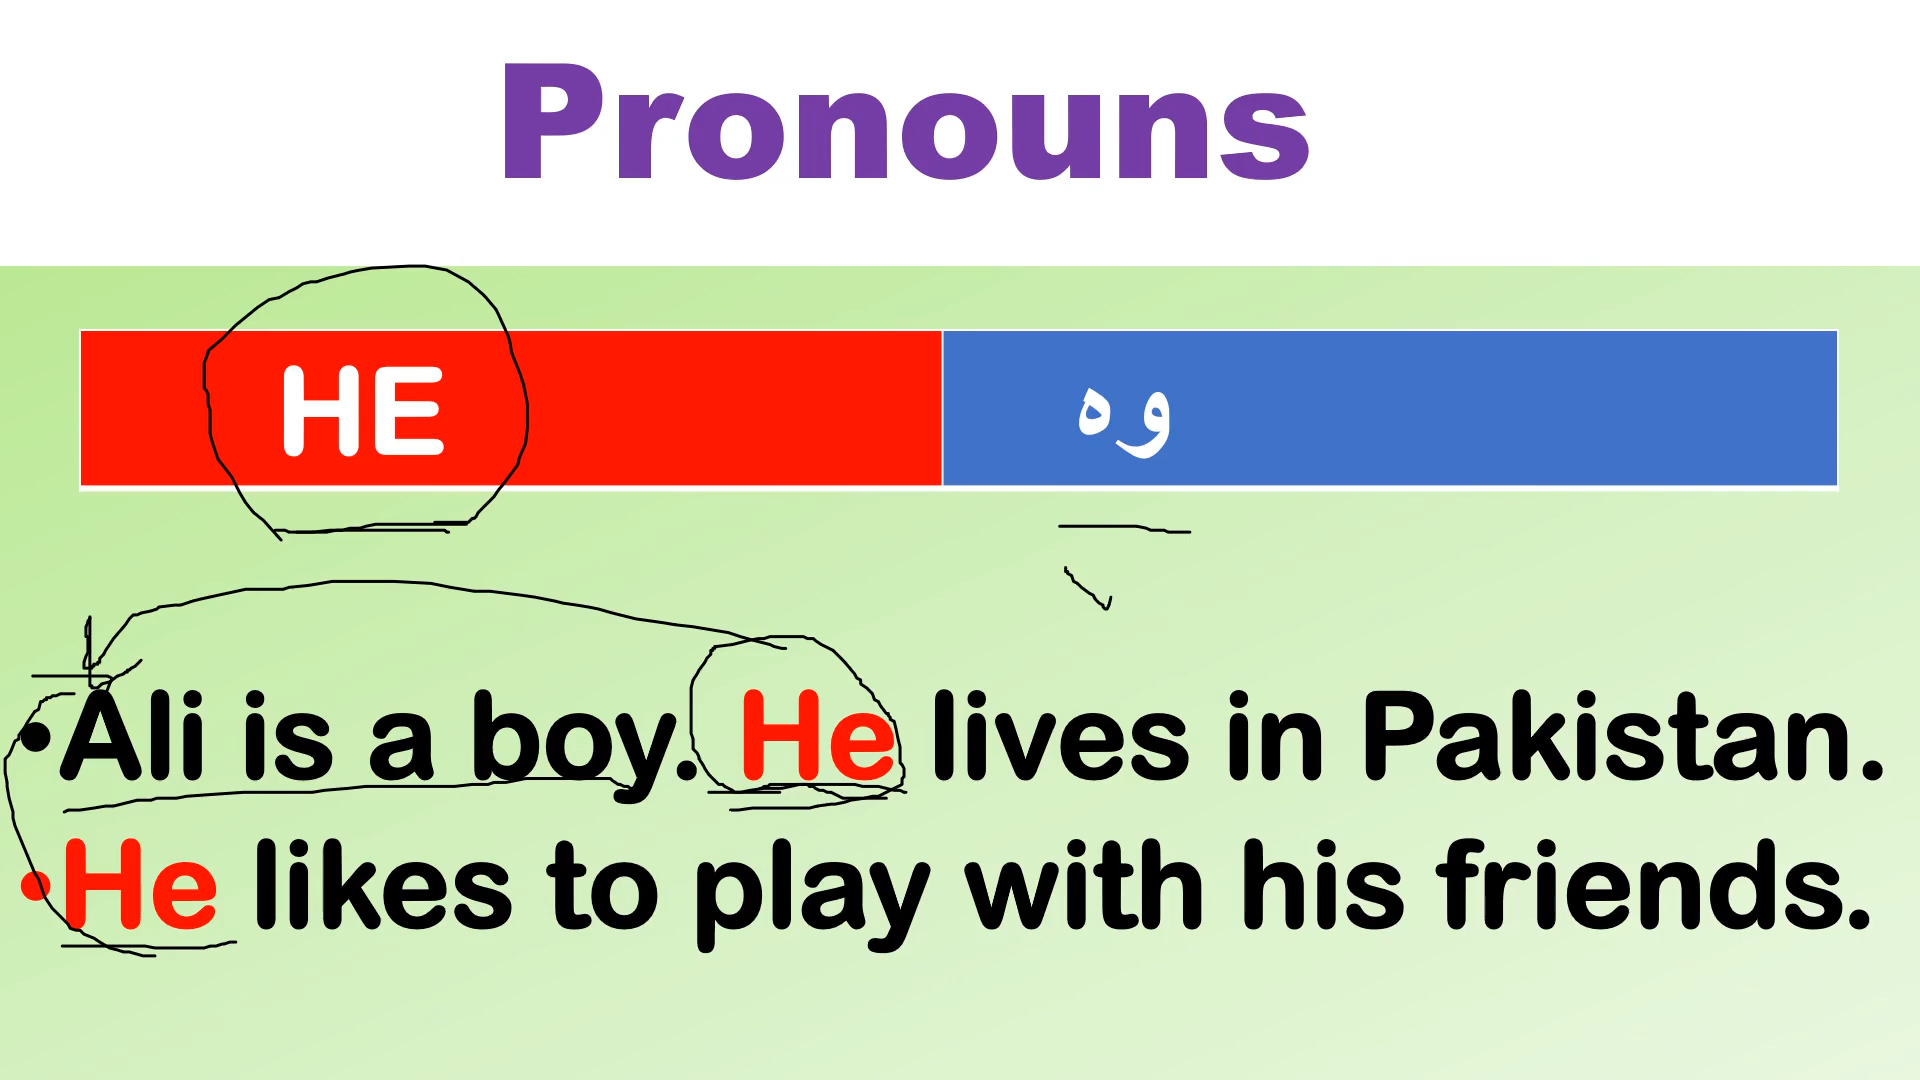 Pronouns
HE وہ
•Ali is a boy. He lives in Pakistan.
•He likes to play with his friends.